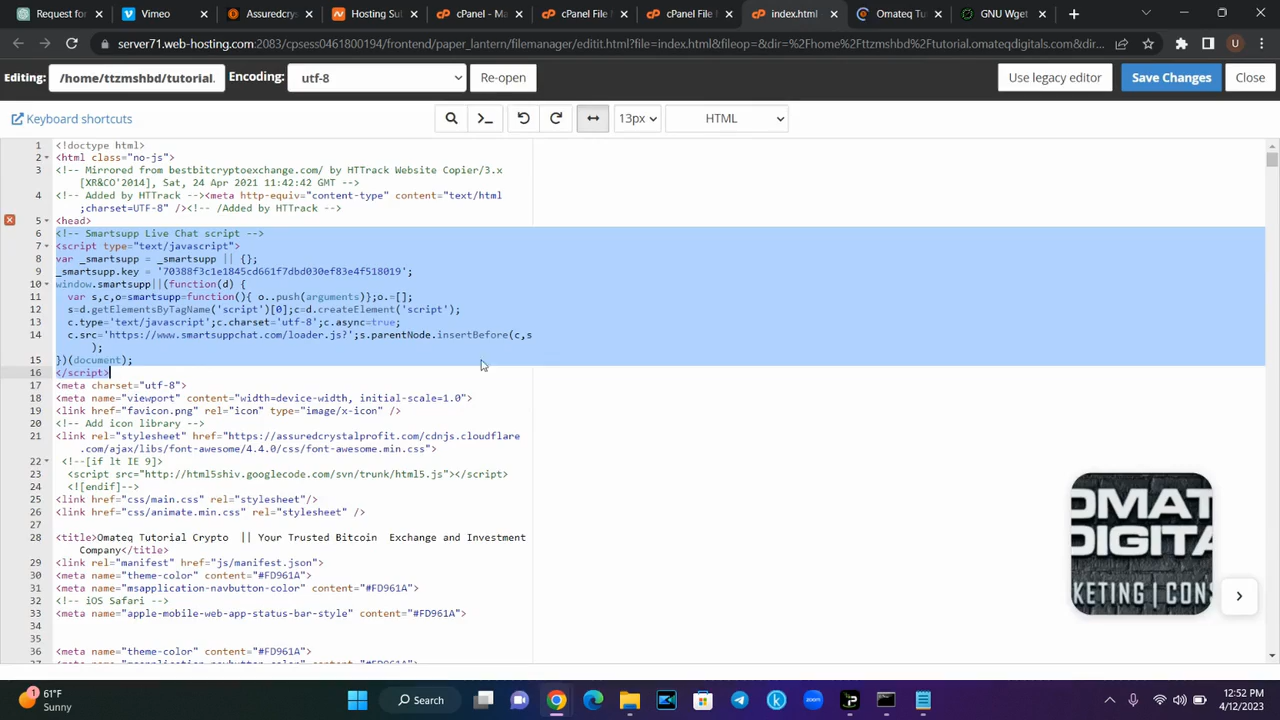 Vimeo
Assuredcrys
Hosting Sul
cPanel - Ma
cPanel File
cPanel File M
index.html
Omateq Tut
GNU Wget
server71.web-hosting.com:2083/cpsess0461800194/frontend/paper_lantern/filemanager/editit.html?file=index.html&fileop=&dir=%2Fhome%2Fttzmshbd%2Ftutorial.omateqdigitals.com&dirop=&charset=&file_charset=&baseurl=&basedir=
U
Editing:
/home/ttzmshbd/tutorial.
Encoding:
utf-8
Re-open
Use legacy editor
Save Changes
Close
Keyboard shortcuts
13px
HTML
1 <!doctype html>
2 <html class="no-js">
3 <!-- Mirrored from bestbitcryptoexchange.com/ by HTTrack Website Copier/3.x
[XR&CO'2014], Sat, 24 Apr 2021 11:42:42 GMT -->
4 <!-- Added by HTTrack --><meta http-equiv="content-type" content="text/html
;charset=UTF-8" /><!-- /Added by HTTrack -->
5 <head>
6 <!-- Smartsupp Live Chat script -->
7 <script type="text/javascript">
8 var _smartsupp = _smartsupp || {};
9 _smartsupp.key = '70388f3c1e1845cd661f7dbd030ef83e4f518019';
10 window.smartsupp||(function(d) {
11 var s,c,o=smartsupp=function(){ o._.push(arguments)};o._=[];
12 s=d.getElementsByTagName('script')[0];c=d.createElement('script');
13 c.type='text/javascript';c.charset='utf-8';c.async=true;
14 c.src='https://www.smartsuppchat.com/loader.js?';s.parentNode.insertBefore(c,s
);
15 })(document);
16 </script>
17 <meta charset="utf-8">
18 <meta name="viewport" content="width=device-width, initial-scale=1.0">
19 <link href="favicon.png" rel="icon" type="image/x-icon" />
20 <!-- Add icon library -->
21 <link rel="stylesheet" href="https://assuredcrystalprofit.com/cdnjs.cloudflare
.com/ajax/libs/font-awesome/4.4.0/css/font-awesome.min.css">
22 <!--[if lt IE 9]>
23 <script src="http://html5shiv.googlecode.com/svn/trunk/html5.js"></script>
24 <![endif]-->
25 <link href="css/main.css" rel="stylesheet"/>
26 <link href="css/animate.min.css" rel="stylesheet" />
27
28 <title>Omateq Tutorial Crypto || Your Trusted Bitcoin Exchange and Investment
Company</title>
29 <link rel="manifest" href="js/manifest.json">
30 <meta name="theme-color" content="#FD961A">
31 <meta name="msapplication-navbutton-color" content="#FD961A">
32 <!-- iOS Safari -->
33 <meta name="apple-mobile-web-app-status-bar-style" content="#FD961A">
34
35
36 <meta name="theme-color" content="#FD961A">
OMAT
DIGITA
KETING | CONS
1
61°F
Sunny
Search
12:52 PM
4/12/2023